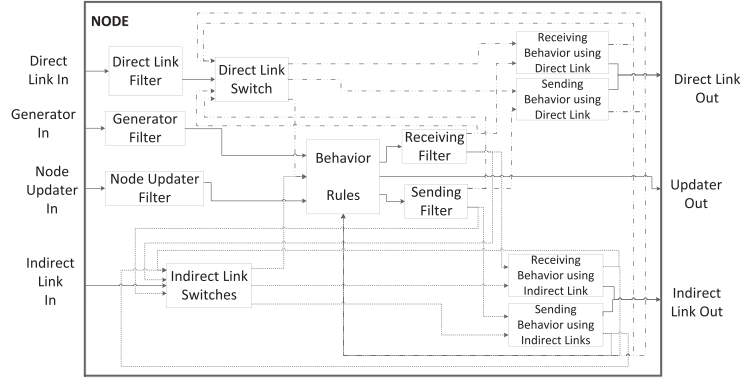 NODE
Direct
Link In
Direct Link
Filter
Direct Link
Switch
Receiving
Behavior using
Direct Link
Sending
Behavior using
Direct Link
Direct Link
Out
Generator
In
Generator
Filter
Behavior
Rules
Receiving
Filter
Sending
Filter
Node
Updater
In
Node Updater
Filter
Updater
Out
Indirect
Link
In
Indirect Link
Switches
Receiving
Behavior using
Indirect Link
Sending
Behavior using
Indirect Links
Indirect
Link Out